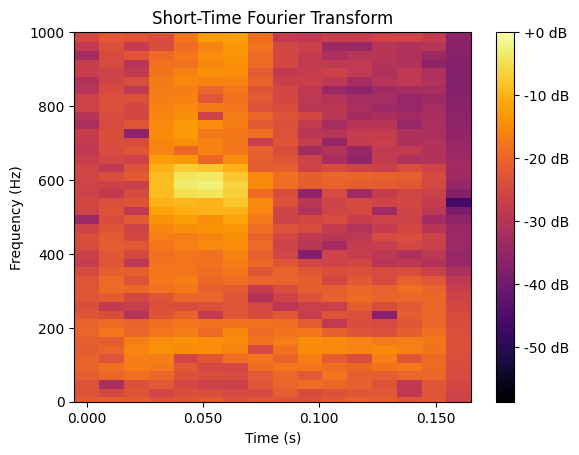 Short-Time Fourier Transform
1000
800
600
400
200
0
Frequency (Hz)
0.000
0.050
0.100
0.150
Time (s)
+0 dB
-10 dB
-20 dB
-30 dB
-40 dB
-50 dB